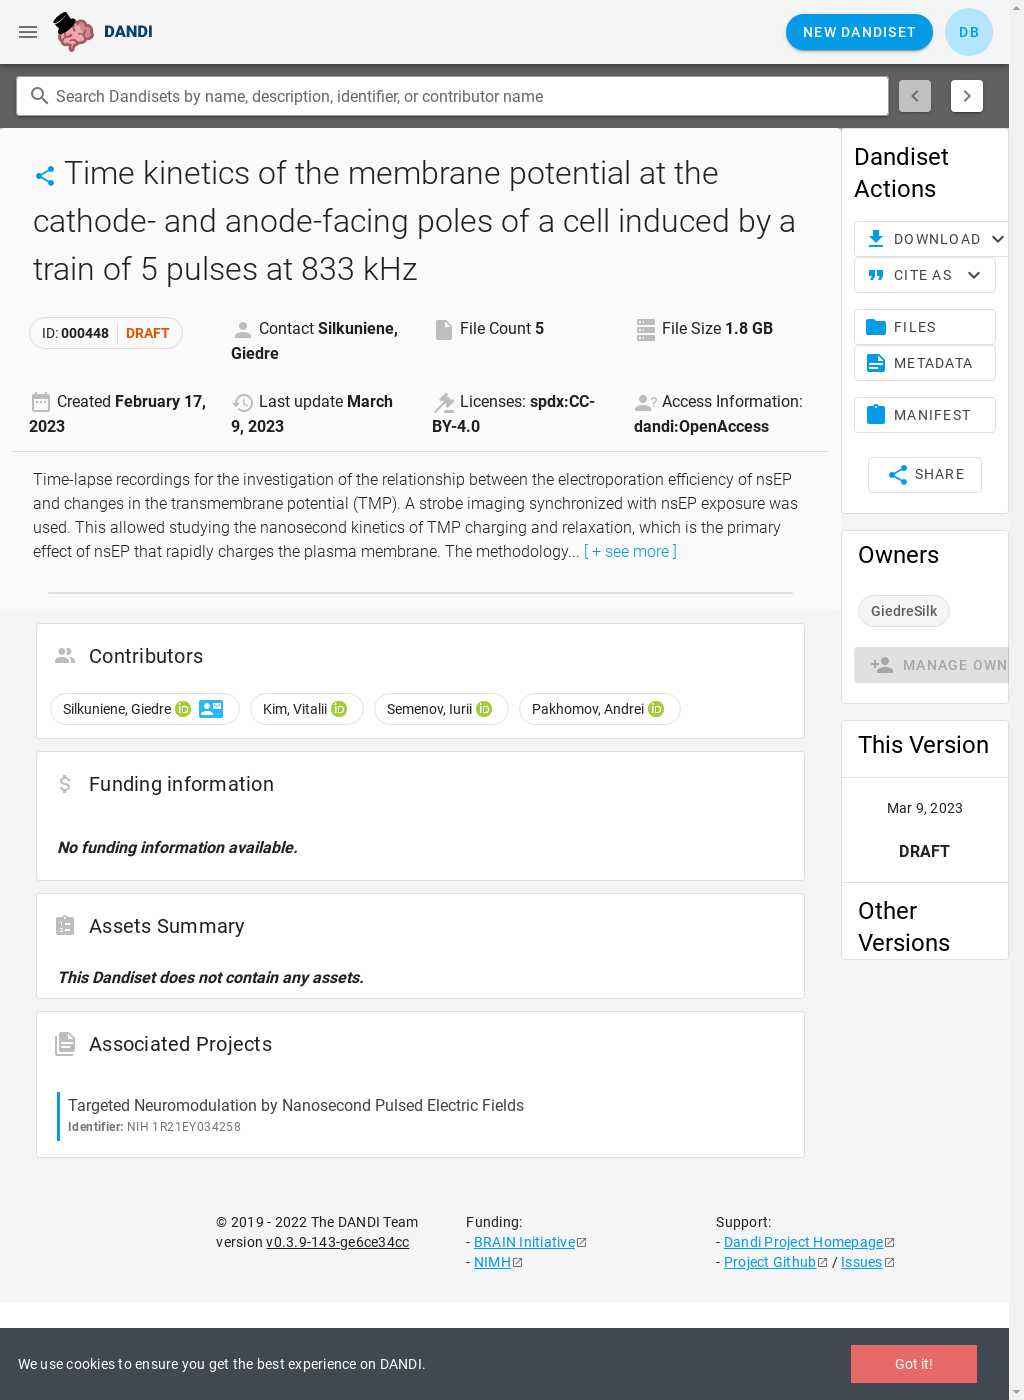 DANDI
NEW DANDISET
DB
Search Dandisets by name, description, identifier, or contributor name
Time kinetics of the membrane potential at the
cathode- and anode-facing poles of a cell induced by a
train of 5 pulses at 833 kHz
ID: 000448 DRAFT
Contact Silkuniene,
Giedre
File Count 5
File Size 1.8 GB
Created February 17,
2023
Last update March
9, 2023
Licenses: spdx:CC-
BY-4.0
Access Information:
dandi:OpenAccess
Time-lapse recordings for the investigation of the relationship between the electroporation efficiency of nsEP
and changes in the transmembrane potential (TMP). A strobe imaging synchronized with nsEP exposure was
used. This allowed studying the nanosecond kinetics of TMP charging and relaxation, which is the primary
effect of nsEP that rapidly charges the plasma membrane. The methodology... [ + see more ]
Contributors
Silkuniene, Giedre iD
Kim, Vitalii iD
Semenov, Iurii iD
Pakhomov, Andrei iD
Funding information
No funding information available.
Assets Summary
This Dandiset does not contain any assets.
Associated Projects
Targeted Neuromodulation by Nanosecond Pulsed Electric Fields
Identifier: NIH 1R21EY034258
Dandiset
Actions
DOWNLOAD
CITE AS
FILES
METADATA
MANIFEST
SHARE
Owners
GiedreSilk
MANAGE OWN
This Version
Mar 9, 2023
DRAFT
Other
Versions
© 2019 - 2022 The DANDI Team
version v0.3.9-143-ge6ce34cc
Funding:
- BRAIN Initiative
- NIMH
Support:
- Dandi Project Homepage
- Project Github / Issues
We use cookies to ensure you get the best experience on DANDI.
Got it!